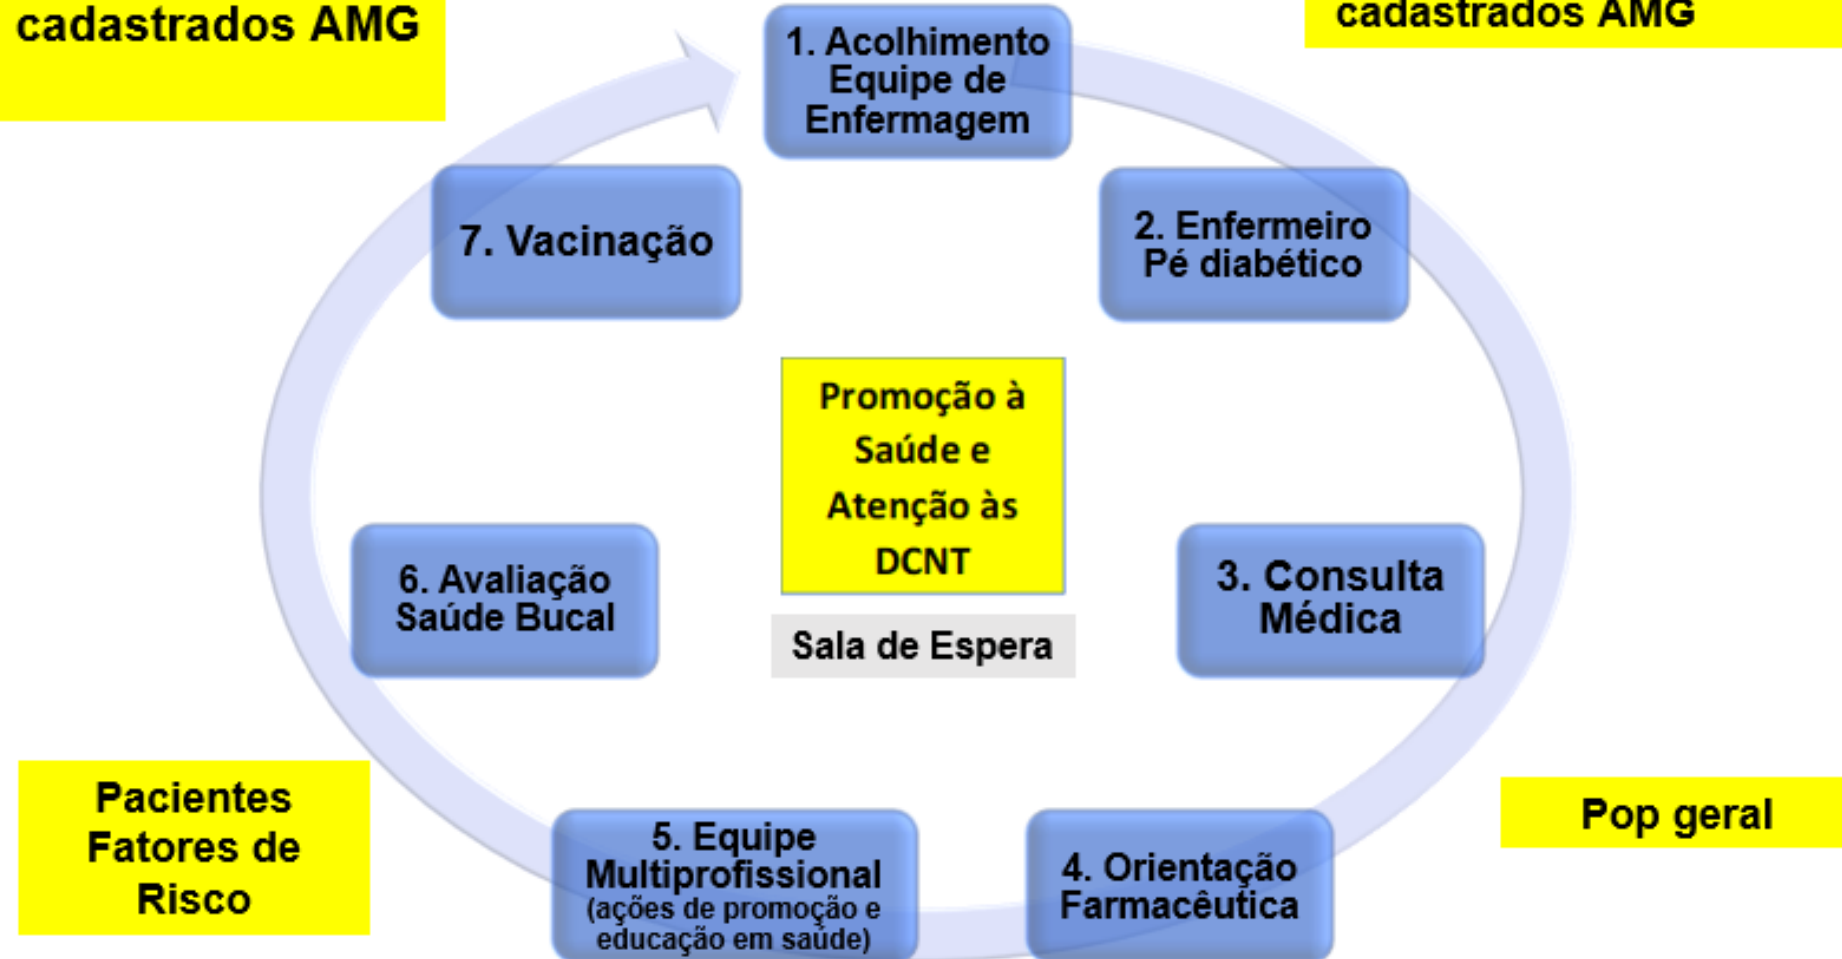 cadastrados AMG
cadastrados AMG
1. Acolhimento
Equipe de
Enfermagem
2. Enfermeiro
Pé diabético
3. Consulta
Médica
4. Orientação
Farmacêutica
5. Equipe
Multiprofissional
(ações de promoção e
educação em saúde)
6. Avaliação
Saúde Bucal
7. Vacinação
Promoção à
Saúde e
Atenção às
DCNT
Sala de Espera
Pacientes
Fatores de
Risco
Pop geral